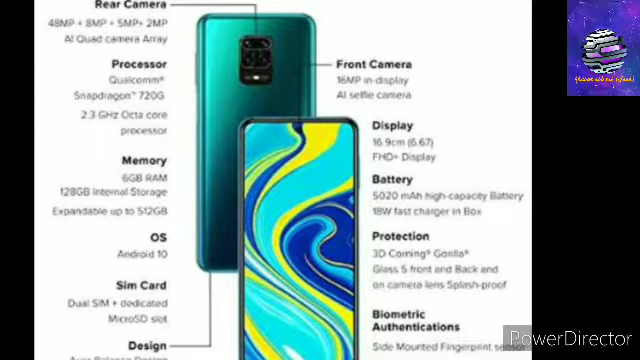 Rear Camera
48MP + 8MP + 5MP+ 2MP
AI Quad camera Array
Processor
Qualcomm®
Snapdragon™ 720G
2.3 GHz Octa core
processor
Memory
6GB RAM
128GB Internal Storage
Expandable up to 512GB
OS
Android 10
Sim Card
Dual SIM + dedicated
MicroSD slot
Design
Aura Balance Design
Front Camera
16MP in-display
AI selfie camera
Display
16.9cm (6.67)
FHD+ Display
Battery
5020 mAh high-capacity Battery
18W fast charger in Box
Protection
3D Corning® Gorilla®
Glass 5 front and Back and
on camera lens Splash-proof
Biometric
Authentications
Side Mounted Fingerprint sensor
PowerDirector